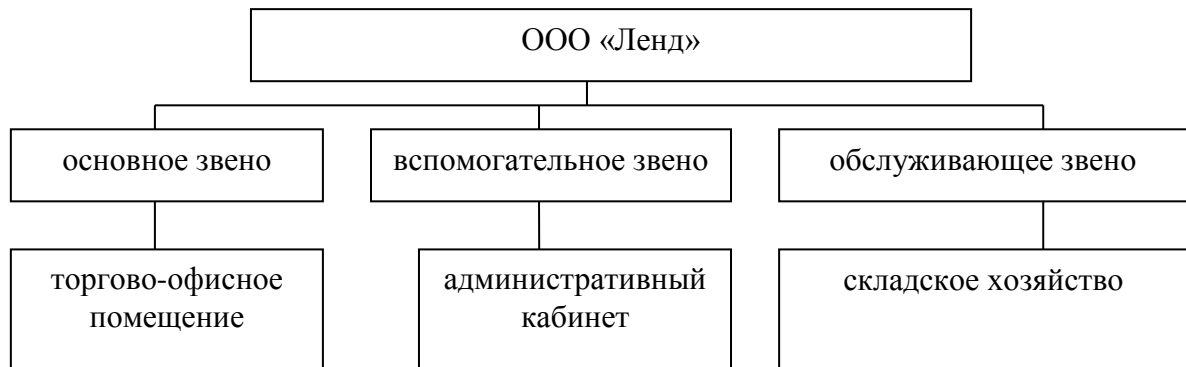 ООО «Ленд»
основное звено
вспомогательное звено
обслуживающее звено
торгово-офисное
помещение
административный
кабинет
складское хозяйство